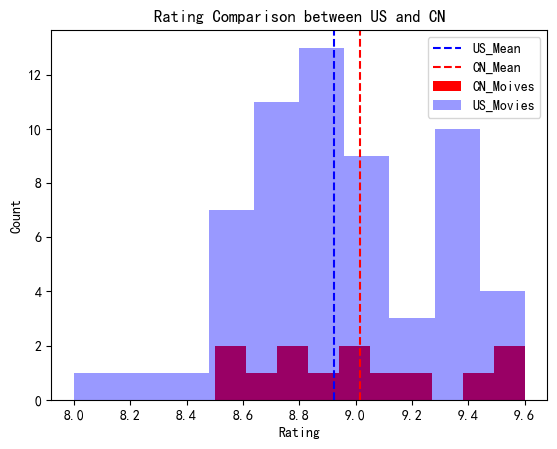 Rating Comparison between US and CN
US_Mean
CN_Mean
CN_Moives
US_Movies
Count
12
10
8
6
4
2
0
8.0 8.2 8.4 8.6 8.8 9.0 9.2 9.4 9.6
Rating